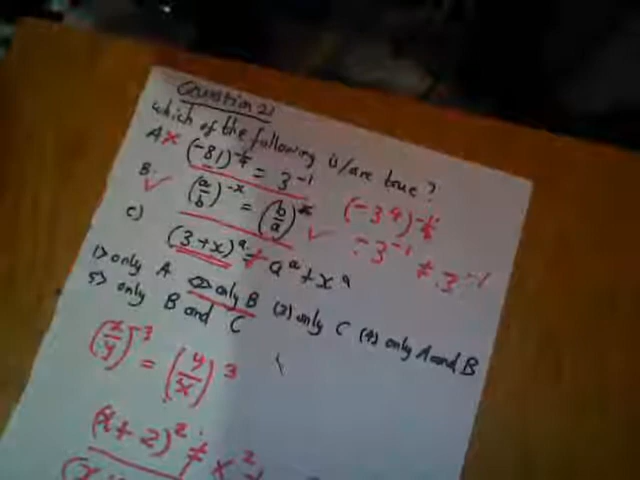 Question 21
Which of the following is/are true?
A × (-81)^-¼ = 3^-1
B. ✓ (a/b)^-x = (b/a)^x ✓
(-3^4)^-¼
= -3^-1 ≠ 3^-1
c) (3+x)^a ≠ a^a + x^a
1) only A (2) only B (3) only C (4) only A and B
5) only B and C
(x/y)^-3 = (y/x)^3
(x+2)^2 ≠ x^2 +